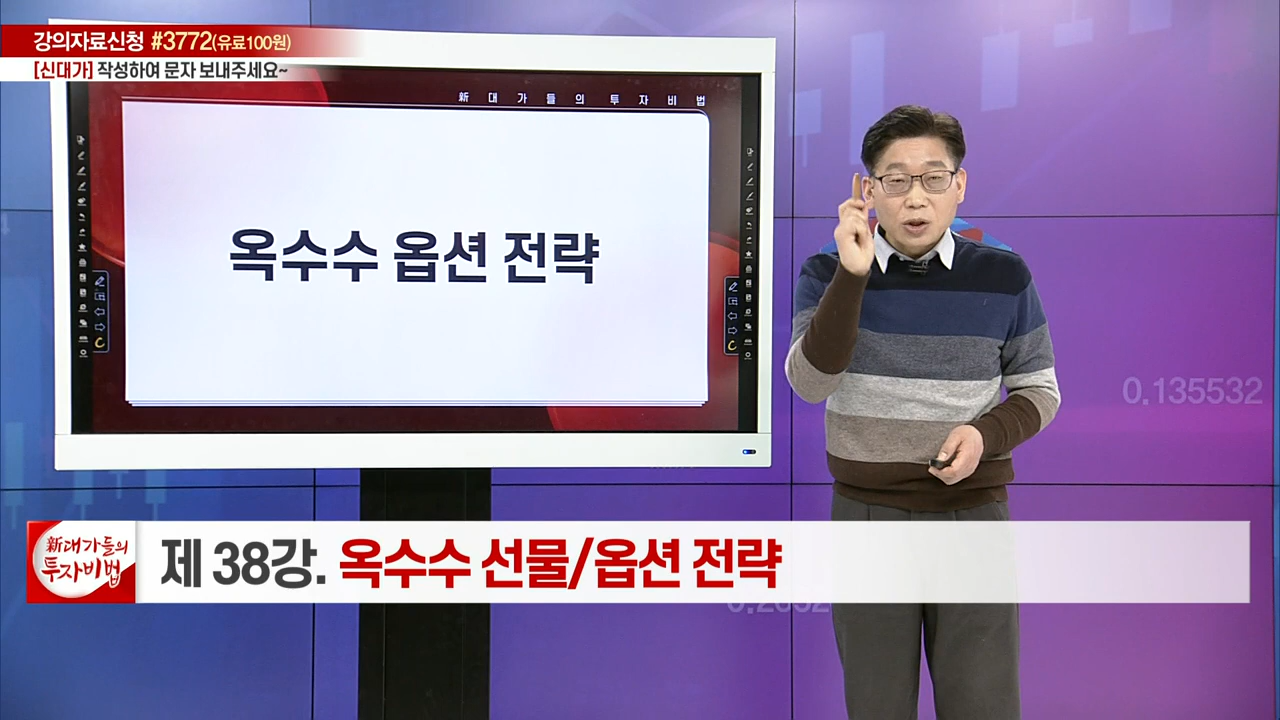 강의자료신청 #3772(유료100원)
[신대가] 작성하여 문자 보내주세요~
新대가들의투자비법
옥수수 옵션 전략
0.135532
新대가들의
투자비법
제 38강. 옥수수 선물/옵션 전략